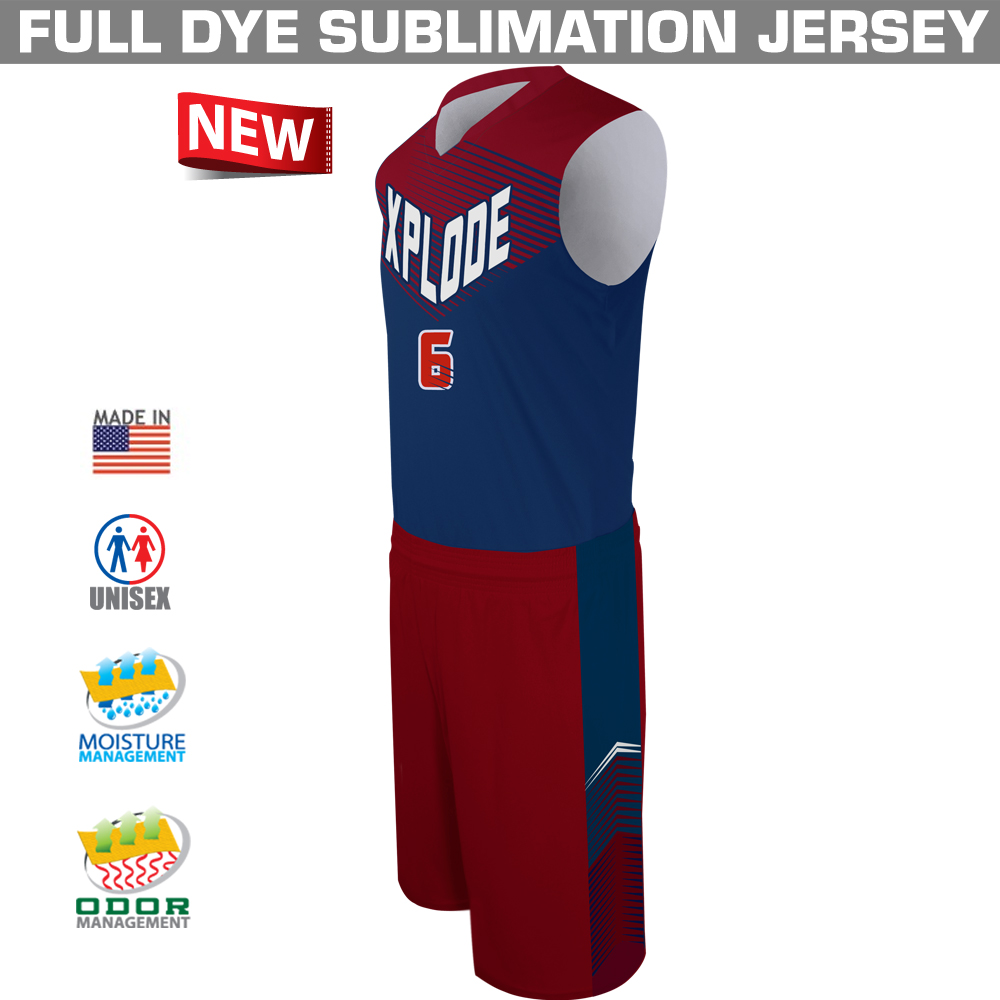 FULL DYE SUBLIMATION JERSEY
NEW
XPLODE
6
MADE IN
UNISEX
MOISTURE
MANAGEMENT
ODOR
MANAGEMENT